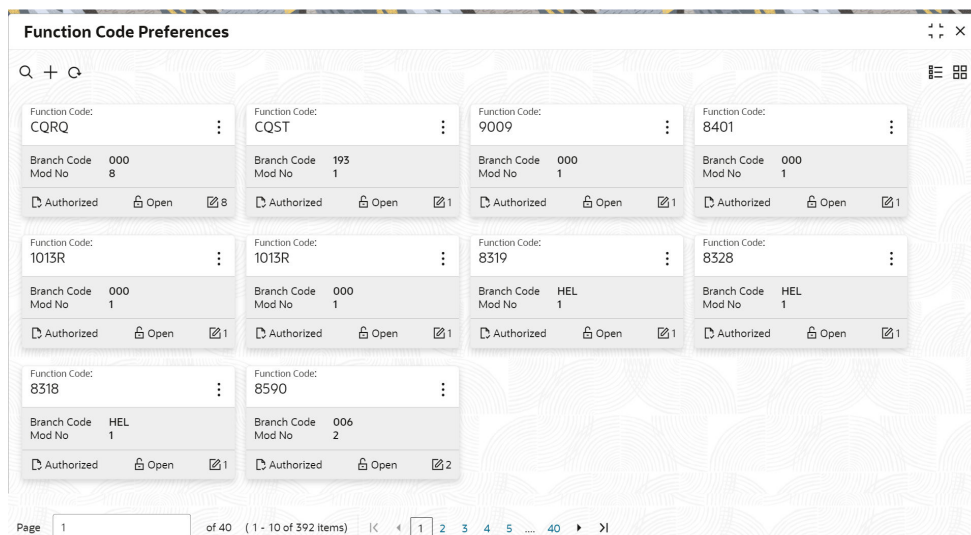 Function Code Preferences
Function Code:
CQRQ
Branch Code 000
Mod No 8
Authorized Open 8
Function Code:
CQST
Branch Code 193
Mod No 1
Authorized Open 1
Function Code:
9009
Branch Code 000
Mod No 1
Authorized Open 1
Function Code:
8401
Branch Code 000
Mod No 1
Authorized Open 1
Function Code:
1013R
Branch Code 000
Mod No 1
Authorized Open 1
Function Code:
1013R
Branch Code 000
Mod No 1
Authorized Open 1
Function Code:
8319
Branch Code HEL
Mod No 1
Authorized Open 1
Function Code:
8328
Branch Code HEL
Mod No 1
Authorized Open 1
Function Code:
8318
Branch Code HEL
Mod No 1
Authorized Open 1
Function Code:
8590
Branch Code 006
Mod No 2
Authorized Open 2
Page 1 of 40 ( 1 - 10 of 392 items) 1 2 3 4 5 .... 40